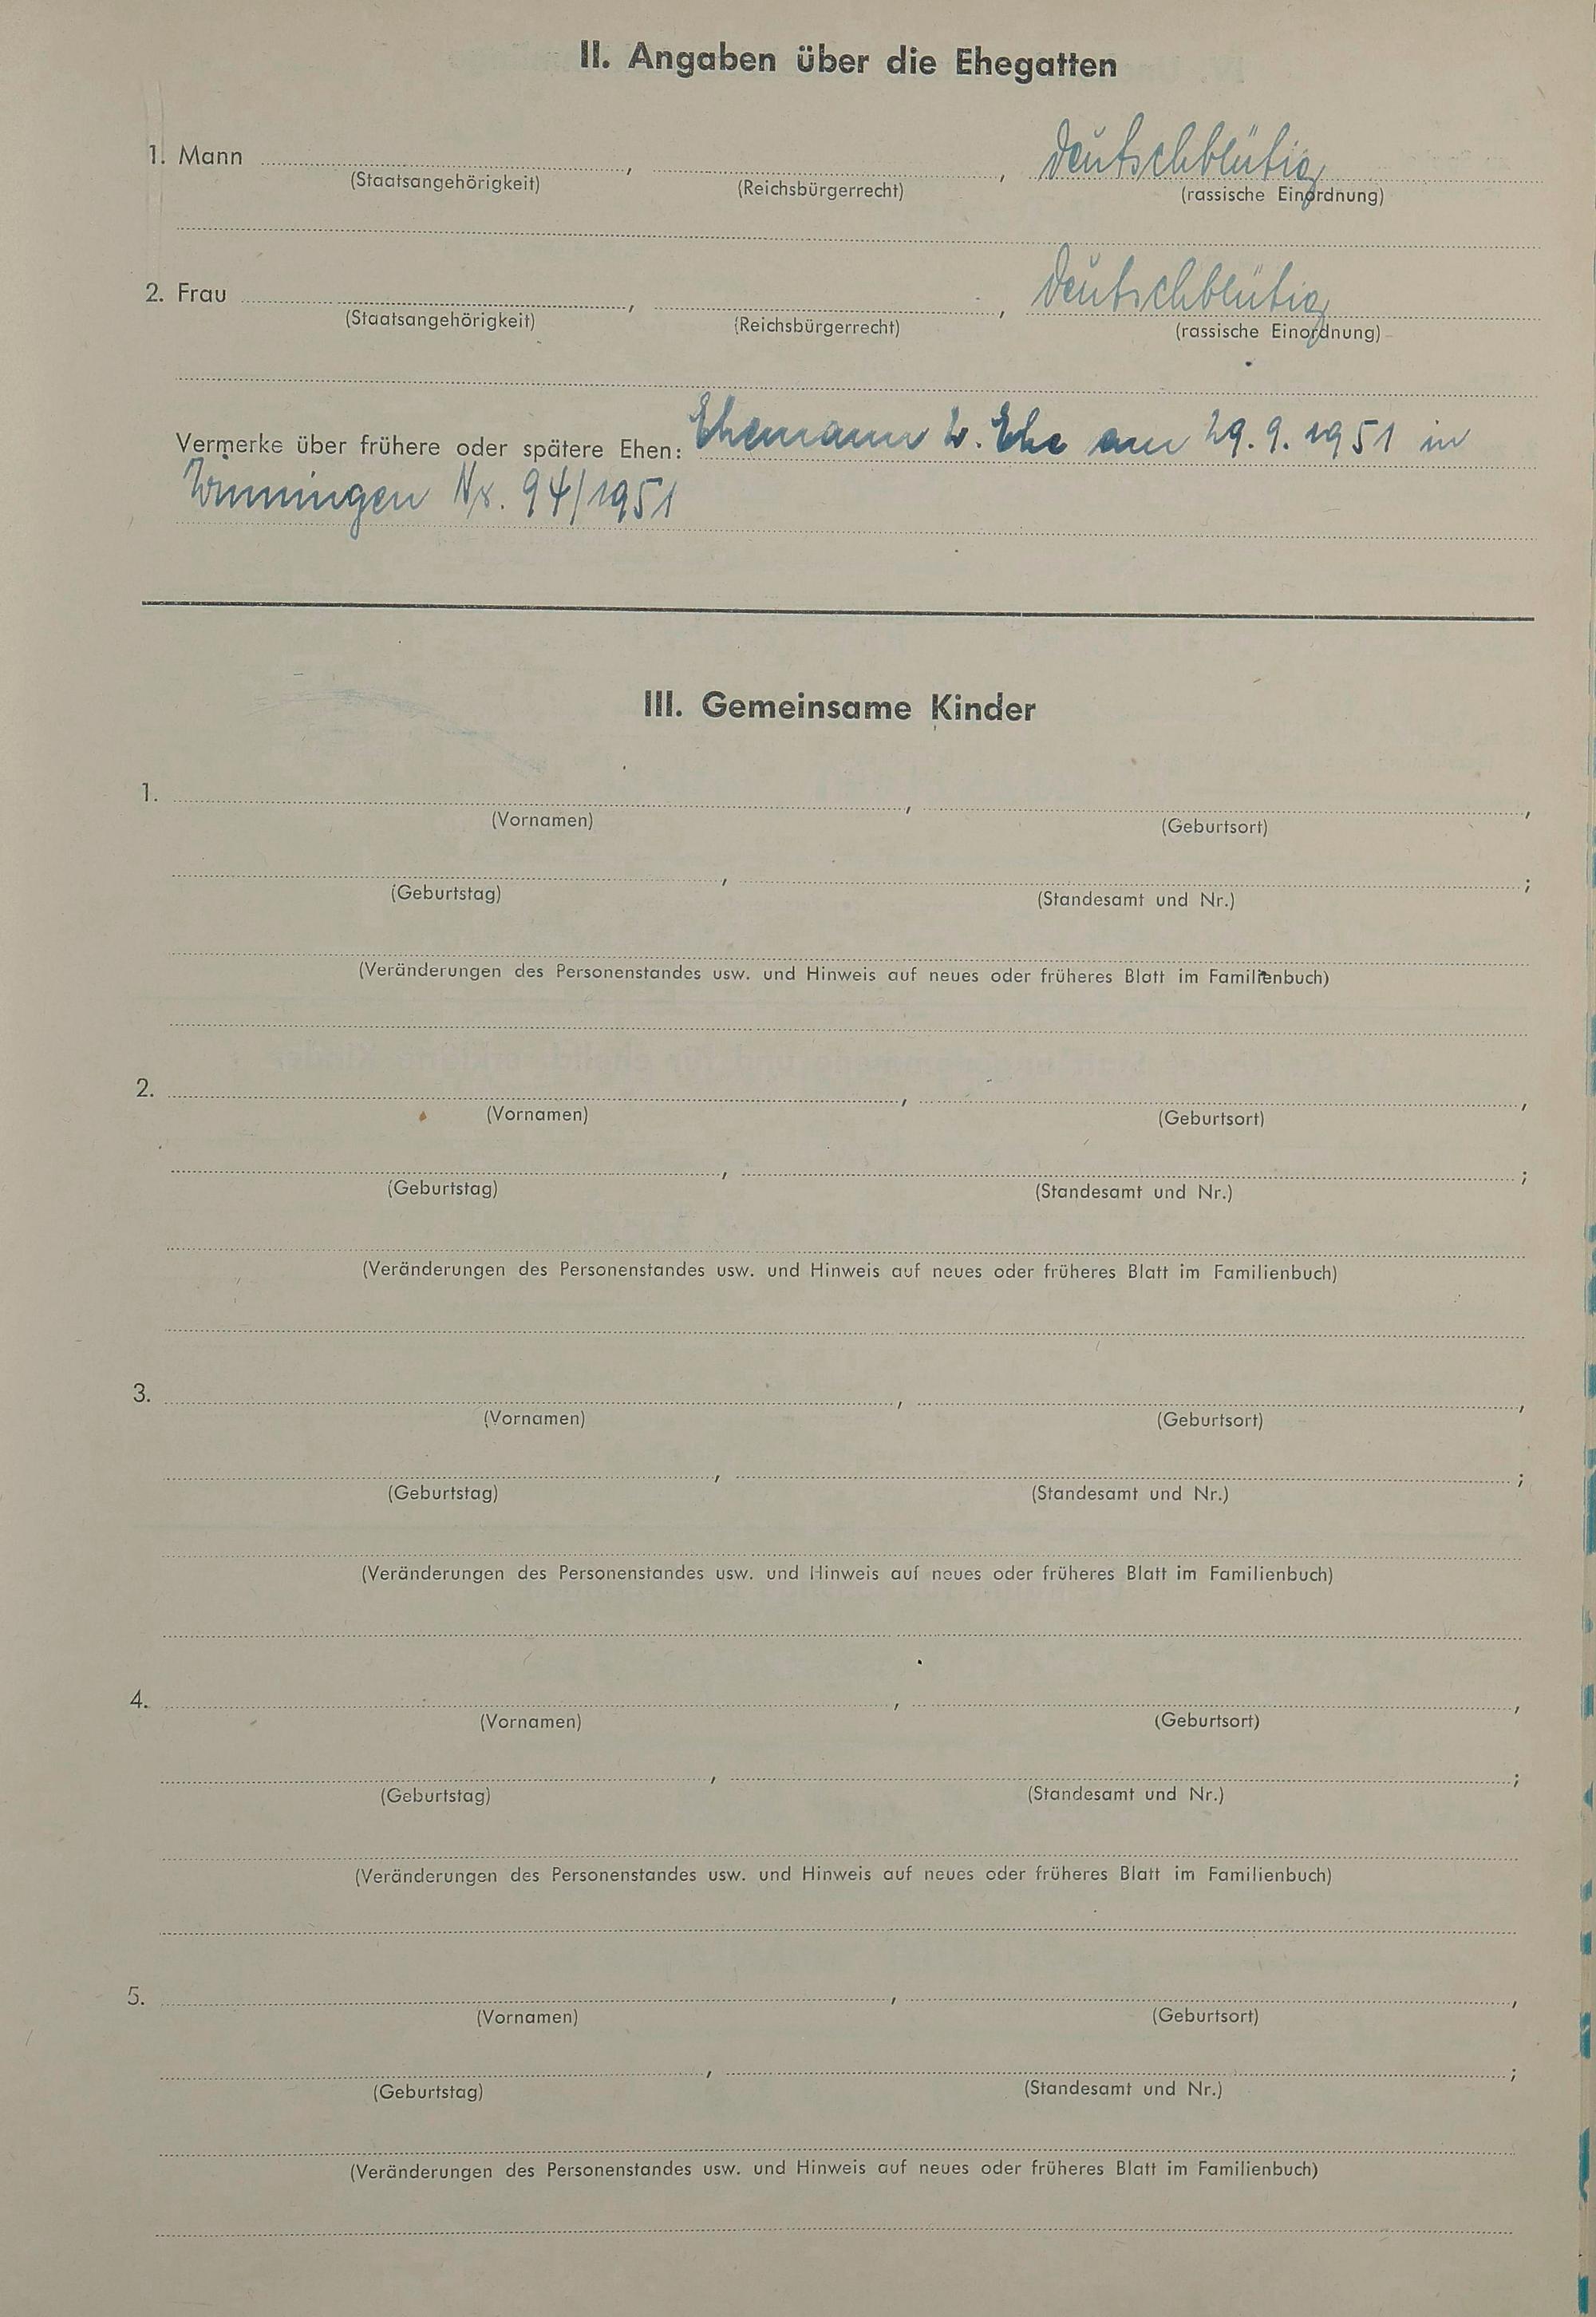 II. Angaben über die Ehegatten
1. Mann , , deutschblütig
(Staatsangehörigkeit) (Reichsbürgerrecht) (rassische Einordnung)
2. Frau , , deutschblütig
(Staatsangehörigkeit) (Reichsbürgerrecht) (rassische Einordnung)
Vermerke über frühere oder spätere Ehen: Ehemann 2. Ehe am 29. 9. 1951 in
Winningen Nr. 94/1951
III. Gemeinsame Kinder
1. , ,
(Vornamen) (Geburtsort)
, ;
(Geburtstag) (Standesamt und Nr.)
(Veränderungen des Personenstandes usw. und Hinweis auf neues oder früheres Blatt im Familienbuch)
2. , ,
(Vornamen) (Geburtsort)
, ;
(Geburtstag) (Standesamt und Nr.)
(Veränderungen des Personenstandes usw. und Hinweis auf neues oder früheres Blatt im Familienbuch)
3. , ,
(Vornamen) (Geburtsort)
, ;
(Geburtstag) (Standesamt und Nr.)
(Veränderungen des Personenstandes usw. und Hinweis auf neues oder früheres Blatt im Familienbuch)
4. , ,
(Vornamen) (Geburtsort)
, ;
(Geburtstag) (Standesamt und Nr.)
(Veränderungen des Personenstandes usw. und Hinweis auf neues oder früheres Blatt im Familienbuch)
5. , ,
(Vornamen) (Geburtsort)
, ;
(Geburtstag) (Standesamt und Nr.)
(Veränderungen des Personenstandes usw. und Hinweis auf neues oder früheres Blatt im Familienbuch)